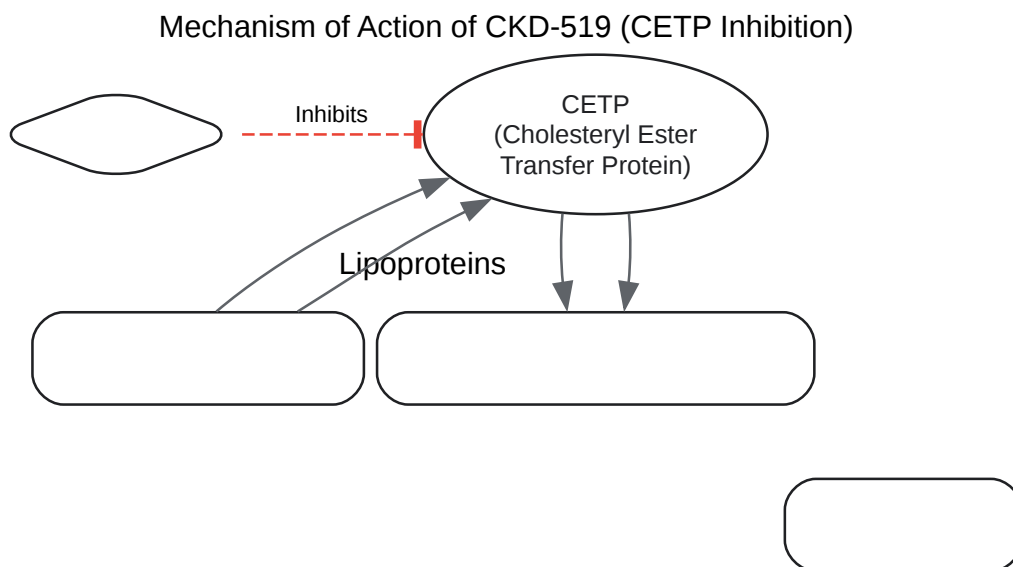 Mechanism of Action of CKD-519 (CETP Inhibition)
Inhibits
CETP
(Cholesteryl Ester
Transfer Protein)
Lipoproteins